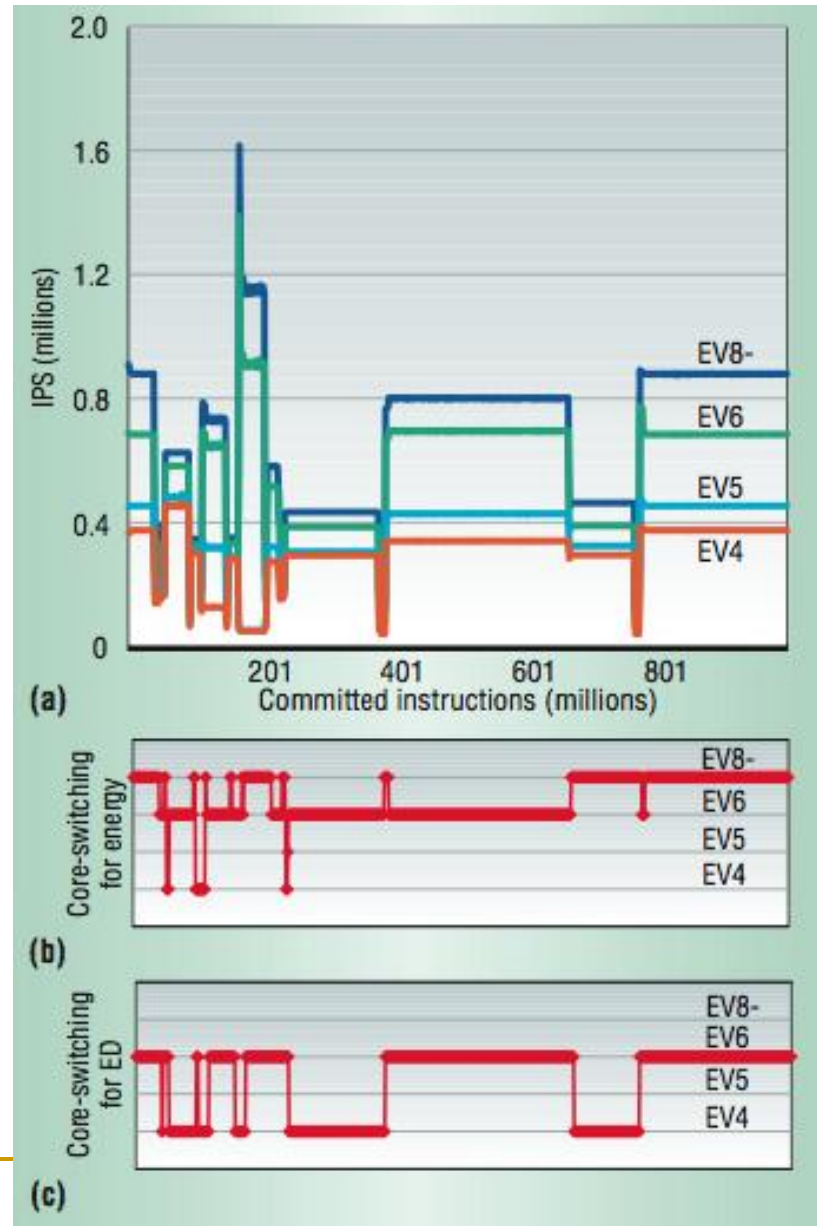 2.0
1.6
1.2
0.8
0.4
0
IPS (millions)
EV8-
EV6
EV5
EV4
201 401 601 801
Committed instructions (millions)
(a)
Core-switching
for energy
EV8-
EV6
EV5
EV4
(b)
Core-switching
for ED
EV8-
EV6
EV5
EV4
(c)